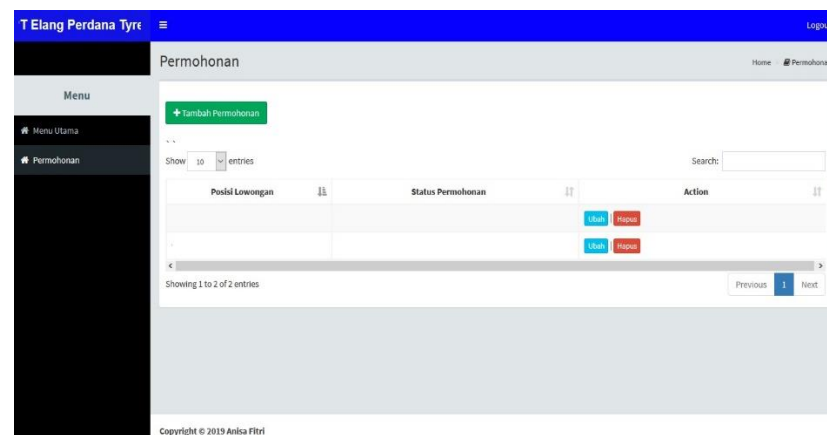 T Elang Perdana Tyre
Logou
Permohonan
Home Permohona
Menu
Menu Utama
Permohonan
+ Tambah Permohonan
Show 10 entries
Search:
Posisi Lowongan Status Permohonan Action
Ubah | Hapus
Ubah | Hapus
Showing 1 to 2 of 2 entries
Previous 1 Next
Copyright © 2019 Anisa Fitri